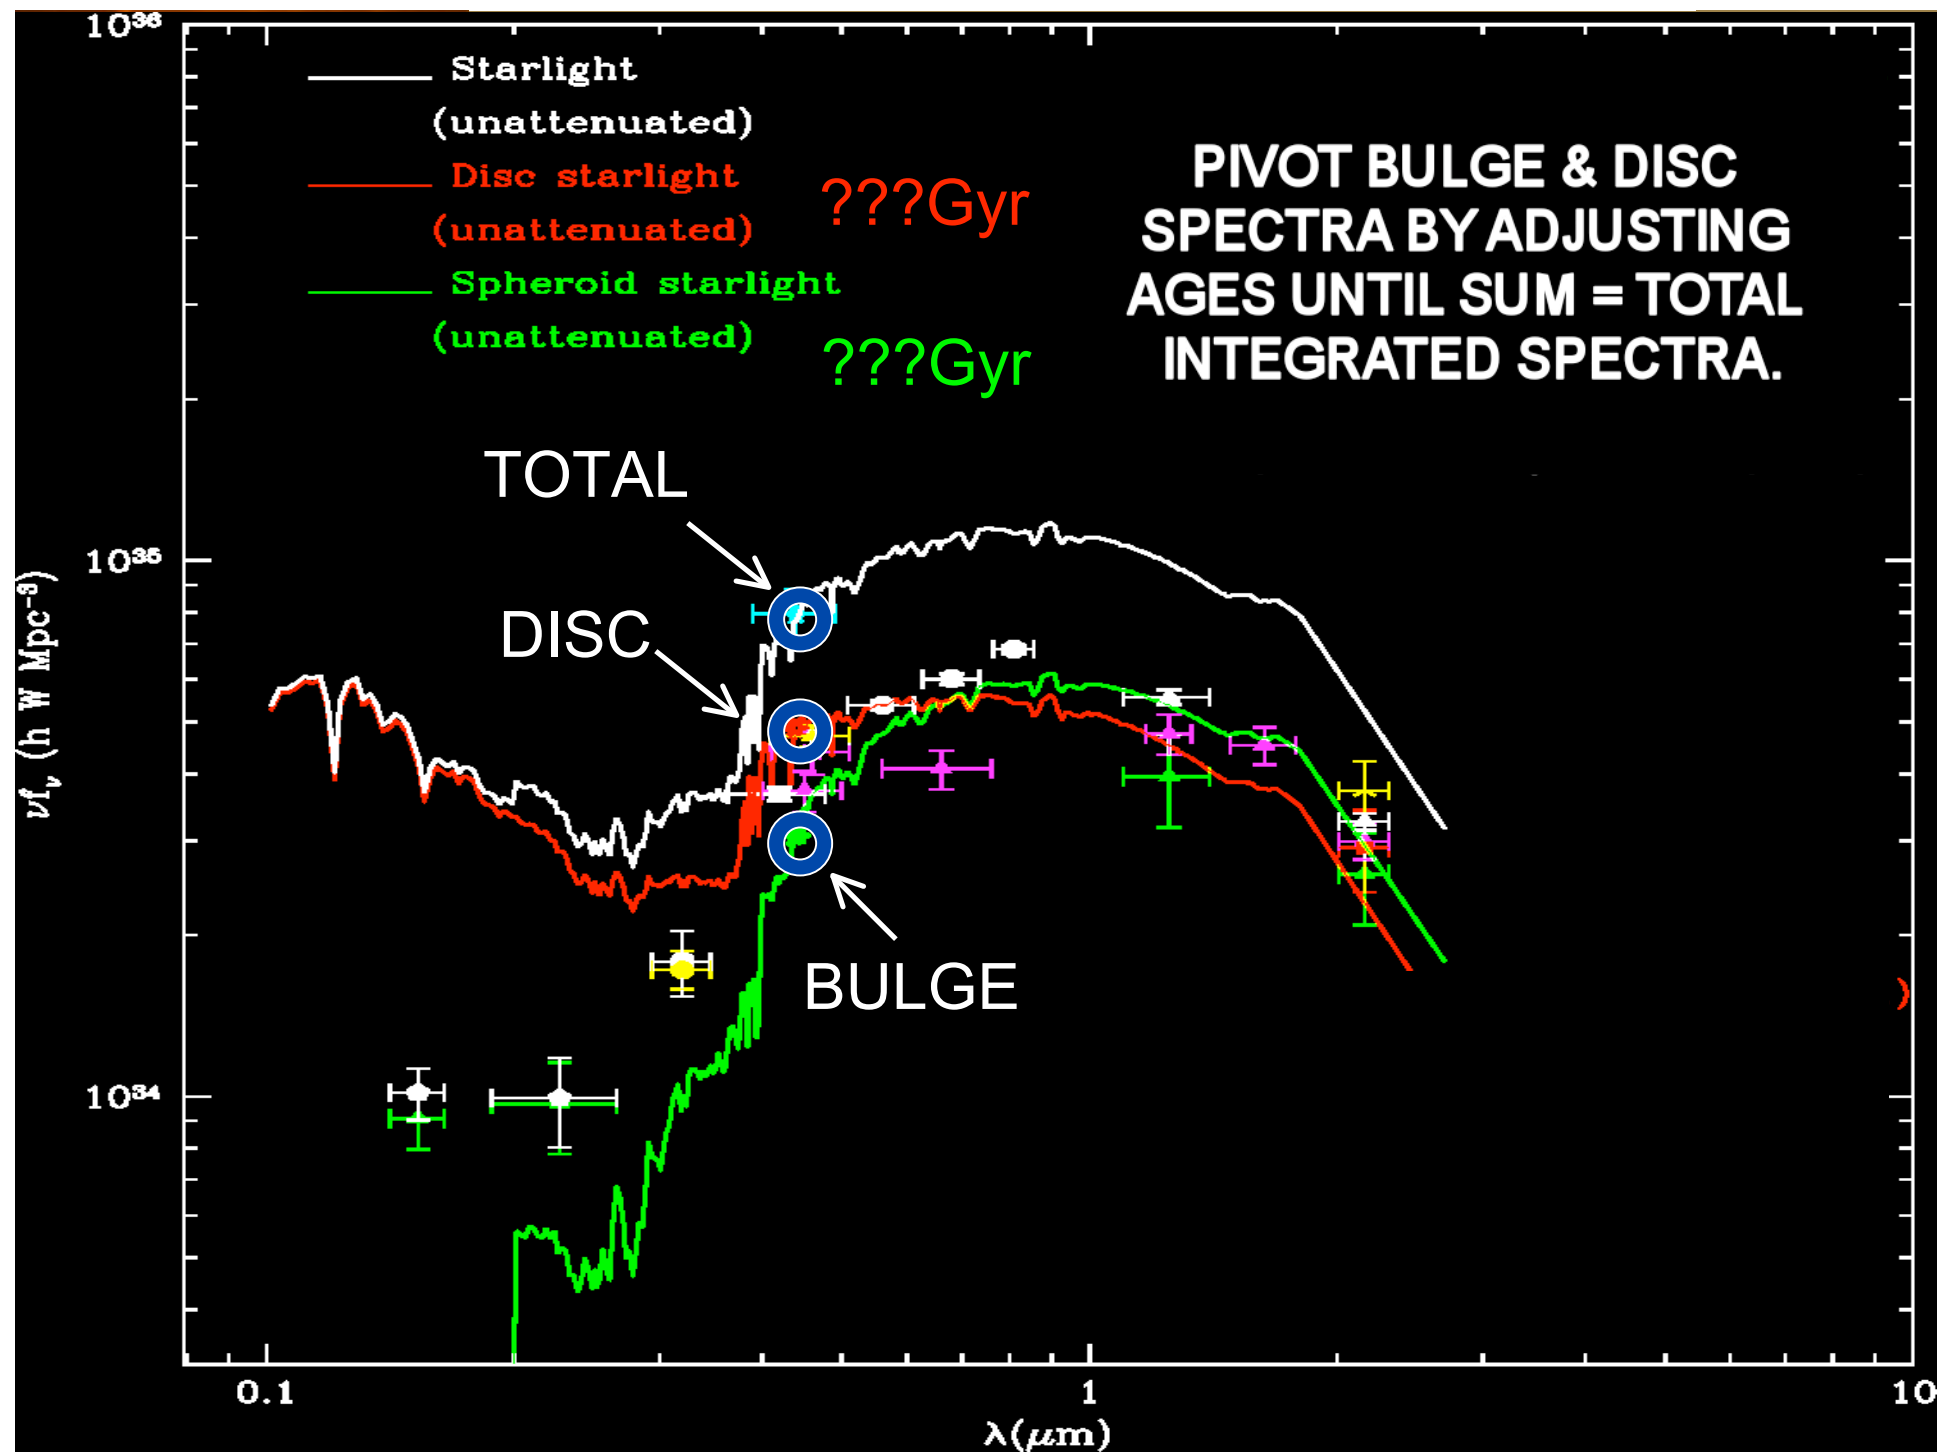 10³⁶
Starlight
(unattenuated)
Disc starlight
(unattenuated)
???Gyr
Spheroid starlight
(unattenuated)
???Gyr
PIVOT BULGE & DISC
SPECTRA BY ADJUSTING
AGES UNTIL SUM = TOTAL
INTEGRATED SPECTRA.
TOTAL
10³⁵
DISC
νfᵥ (h W Mpc⁻³)
BULGE
)
10³⁴
0.1
1
10
λ(μm)